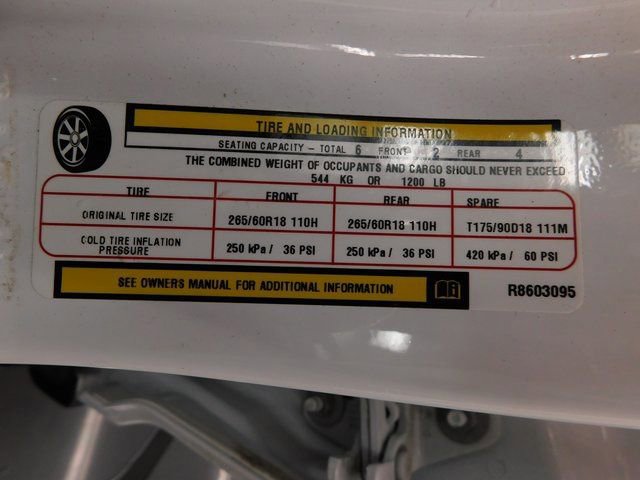 TIRE AND LOADING INFORMATION
SEATING CAPACITY - TOTAL 6 FRONT 2 REAR 4
THE COMBINED WEIGHT OF OCCUPANTS AND CARGO SHOULD NEVER EXCEED
544 KG OR 1200 LB
TIRE FRONT REAR SPARE
ORIGINAL TIRE SIZE 265/60R18 110H 265/60R18 110H T175/90D18 111M
COLD TIRE INFLATION PRESSURE 250 kPa / 36 PSI 250 kPa / 36 PSI 420 kPa / 60 PSI
SEE OWNERS MANUAL FOR ADDITIONAL INFORMATION R8603095